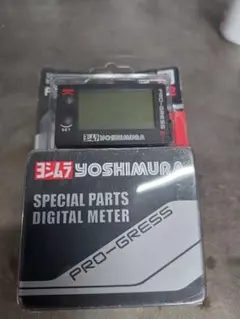 SET
ヨシムラ YOSHIMURA
PRO-GRESS
ヨシムラ YOSHIMURA
SPECIAL PARTS
DIGITAL METER
PRO-GRESS